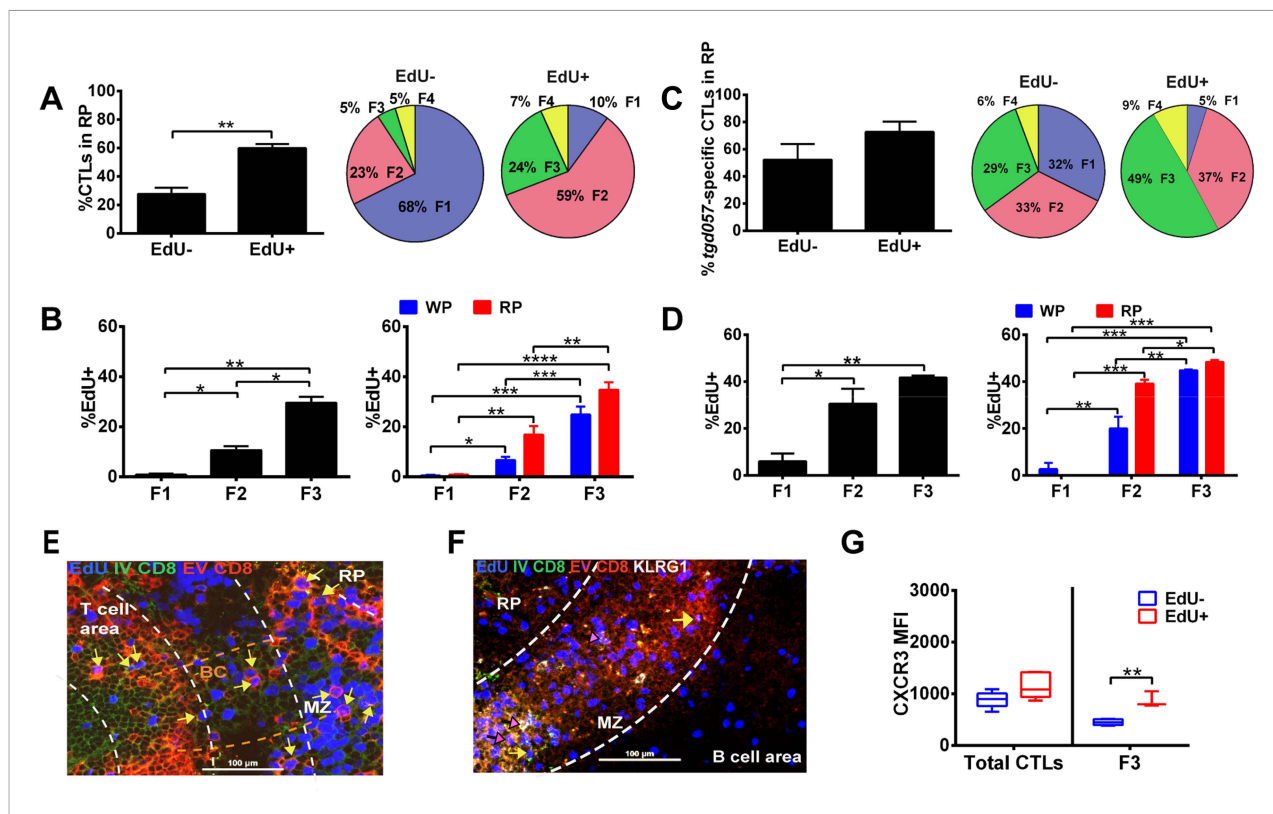 A
%CTLs in RP
80
60
40
20
0
**
EdU-
EdU+
EdU-
5% F3
5% F4
23% F2
68% F1
EdU+
7% F4
10% F1
24% F3
59% F2
C
% tgd057-specific CTLs in RP
100
80
60
40
20
0
EdU-
EdU+
EdU-
6% F4
29% F3
32% F1
33% F2
EdU+
9% F4
5% F1
49% F3
37% F2
B
%EdU+
60
40
20
0
**
* *
F1 F2 F3
WP RP
%EdU+
60
40
20
0
**
****
***
***
**
*
F1 F2 F3
D
%EdU+
60
40
20
0
**
*
F1 F2 F3
WP RP
%EdU+
60
40
20
0
***
***
*
**
***
**
F1 F2 F3
E
EdU IV CD8 EV CD8
RP
T cell
area
BC
MZ
100 µm
F
EdU IV CD8 EV CD8 KLRG1
RP
MZ
100 µm
B cell area
G
CXCR3 MFI
3000
2000
1000
0
EdU-
EdU+
**
Total CTLs F3